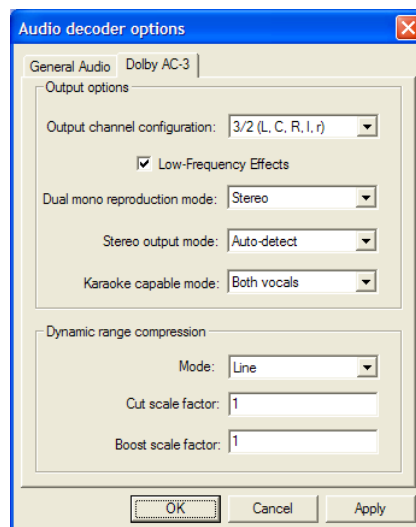 Audio decoder options
General Audio Dolby AC-3
Output options
Output channel configuration: 3/2 (L, C, R, l, r)
Low-Frequency Effects
Dual mono reproduction mode: Stereo
Stereo output mode: Auto-detect
Karaoke capable mode: Both vocals
Dynamic range compression
Mode: Line
Cut scale factor: 1
Boost scale factor: 1
OK Cancel Apply